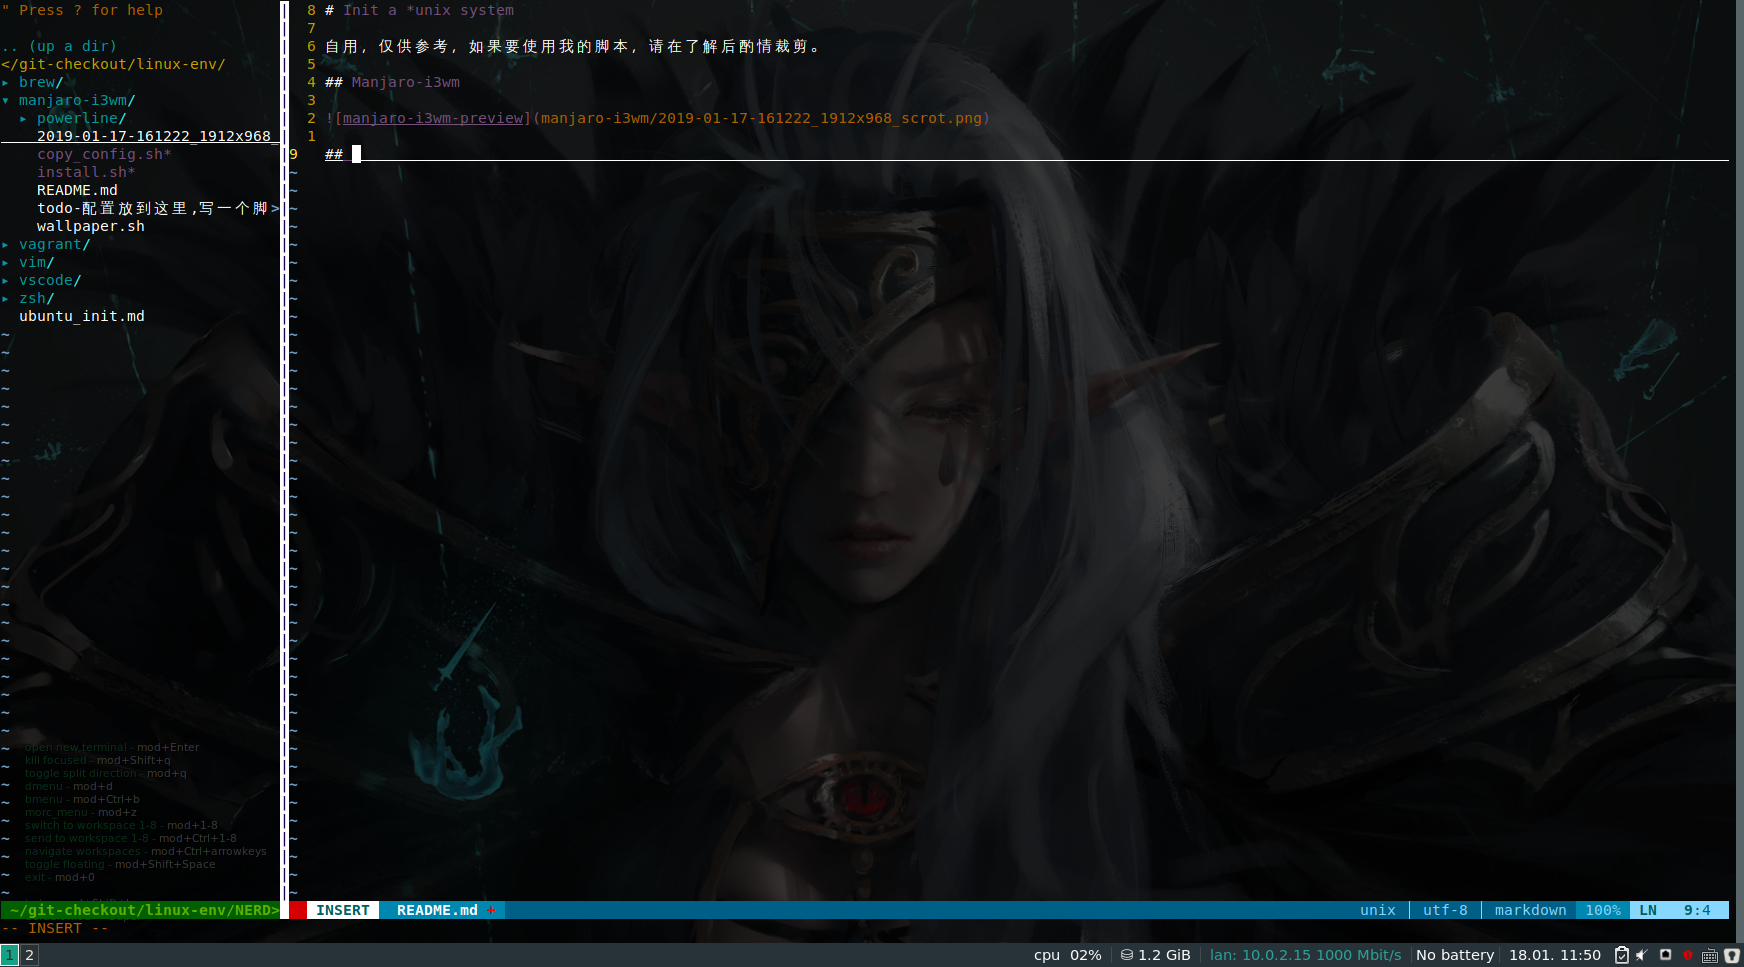 " Press ? for help
.. (up a dir)
</git-checkout/linux-env/
▸ brew/
▾ manjaro-i3wm/
▸ powerline/
2019-01-17-161222_1912x968_
copy_config.sh*
install.sh*
README.md
todo-配置放到这里,写一个脚>
wallpaper.sh
▸ vagrant/
▸ vim/
▸ vscode/
▸ zsh/
ubuntu_init.md
8 # Init a *unix system
7
6 自用, 仅供参考, 如果要使用我的脚本, 请在了解后酌情裁剪。
5
4 ## Manjaro-i3wm
3
2 ![manjaro-i3wm-preview](manjaro-i3wm/2019-01-17-161222_1912x968_scrot.png)
1
9 ##
open new terminal - mod+Enter
kill focused - mod+Shift+q
toggle split direction - mod+q
dmenu - mod+d
bmenu - mod+Ctrl+b
morc_menu - mod+z
switch to workspace 1-8 - mod+1-8
send to workspace 1-8 - mod+Ctrl+1-8
navigate workspaces - mod+Ctrl+arrowkeys
toggle floating - mod+Shift+Space
exit - mod+0
~/git-checkout/linux-env/NERD>
INSERT README.md + unix utf-8 markdown 100% LN 9:4
-- INSERT --
1 2 cpu 02% 1.2 GiB lan: 10.0.2.15 1000 Mbit/s No battery 18.01. 11:50